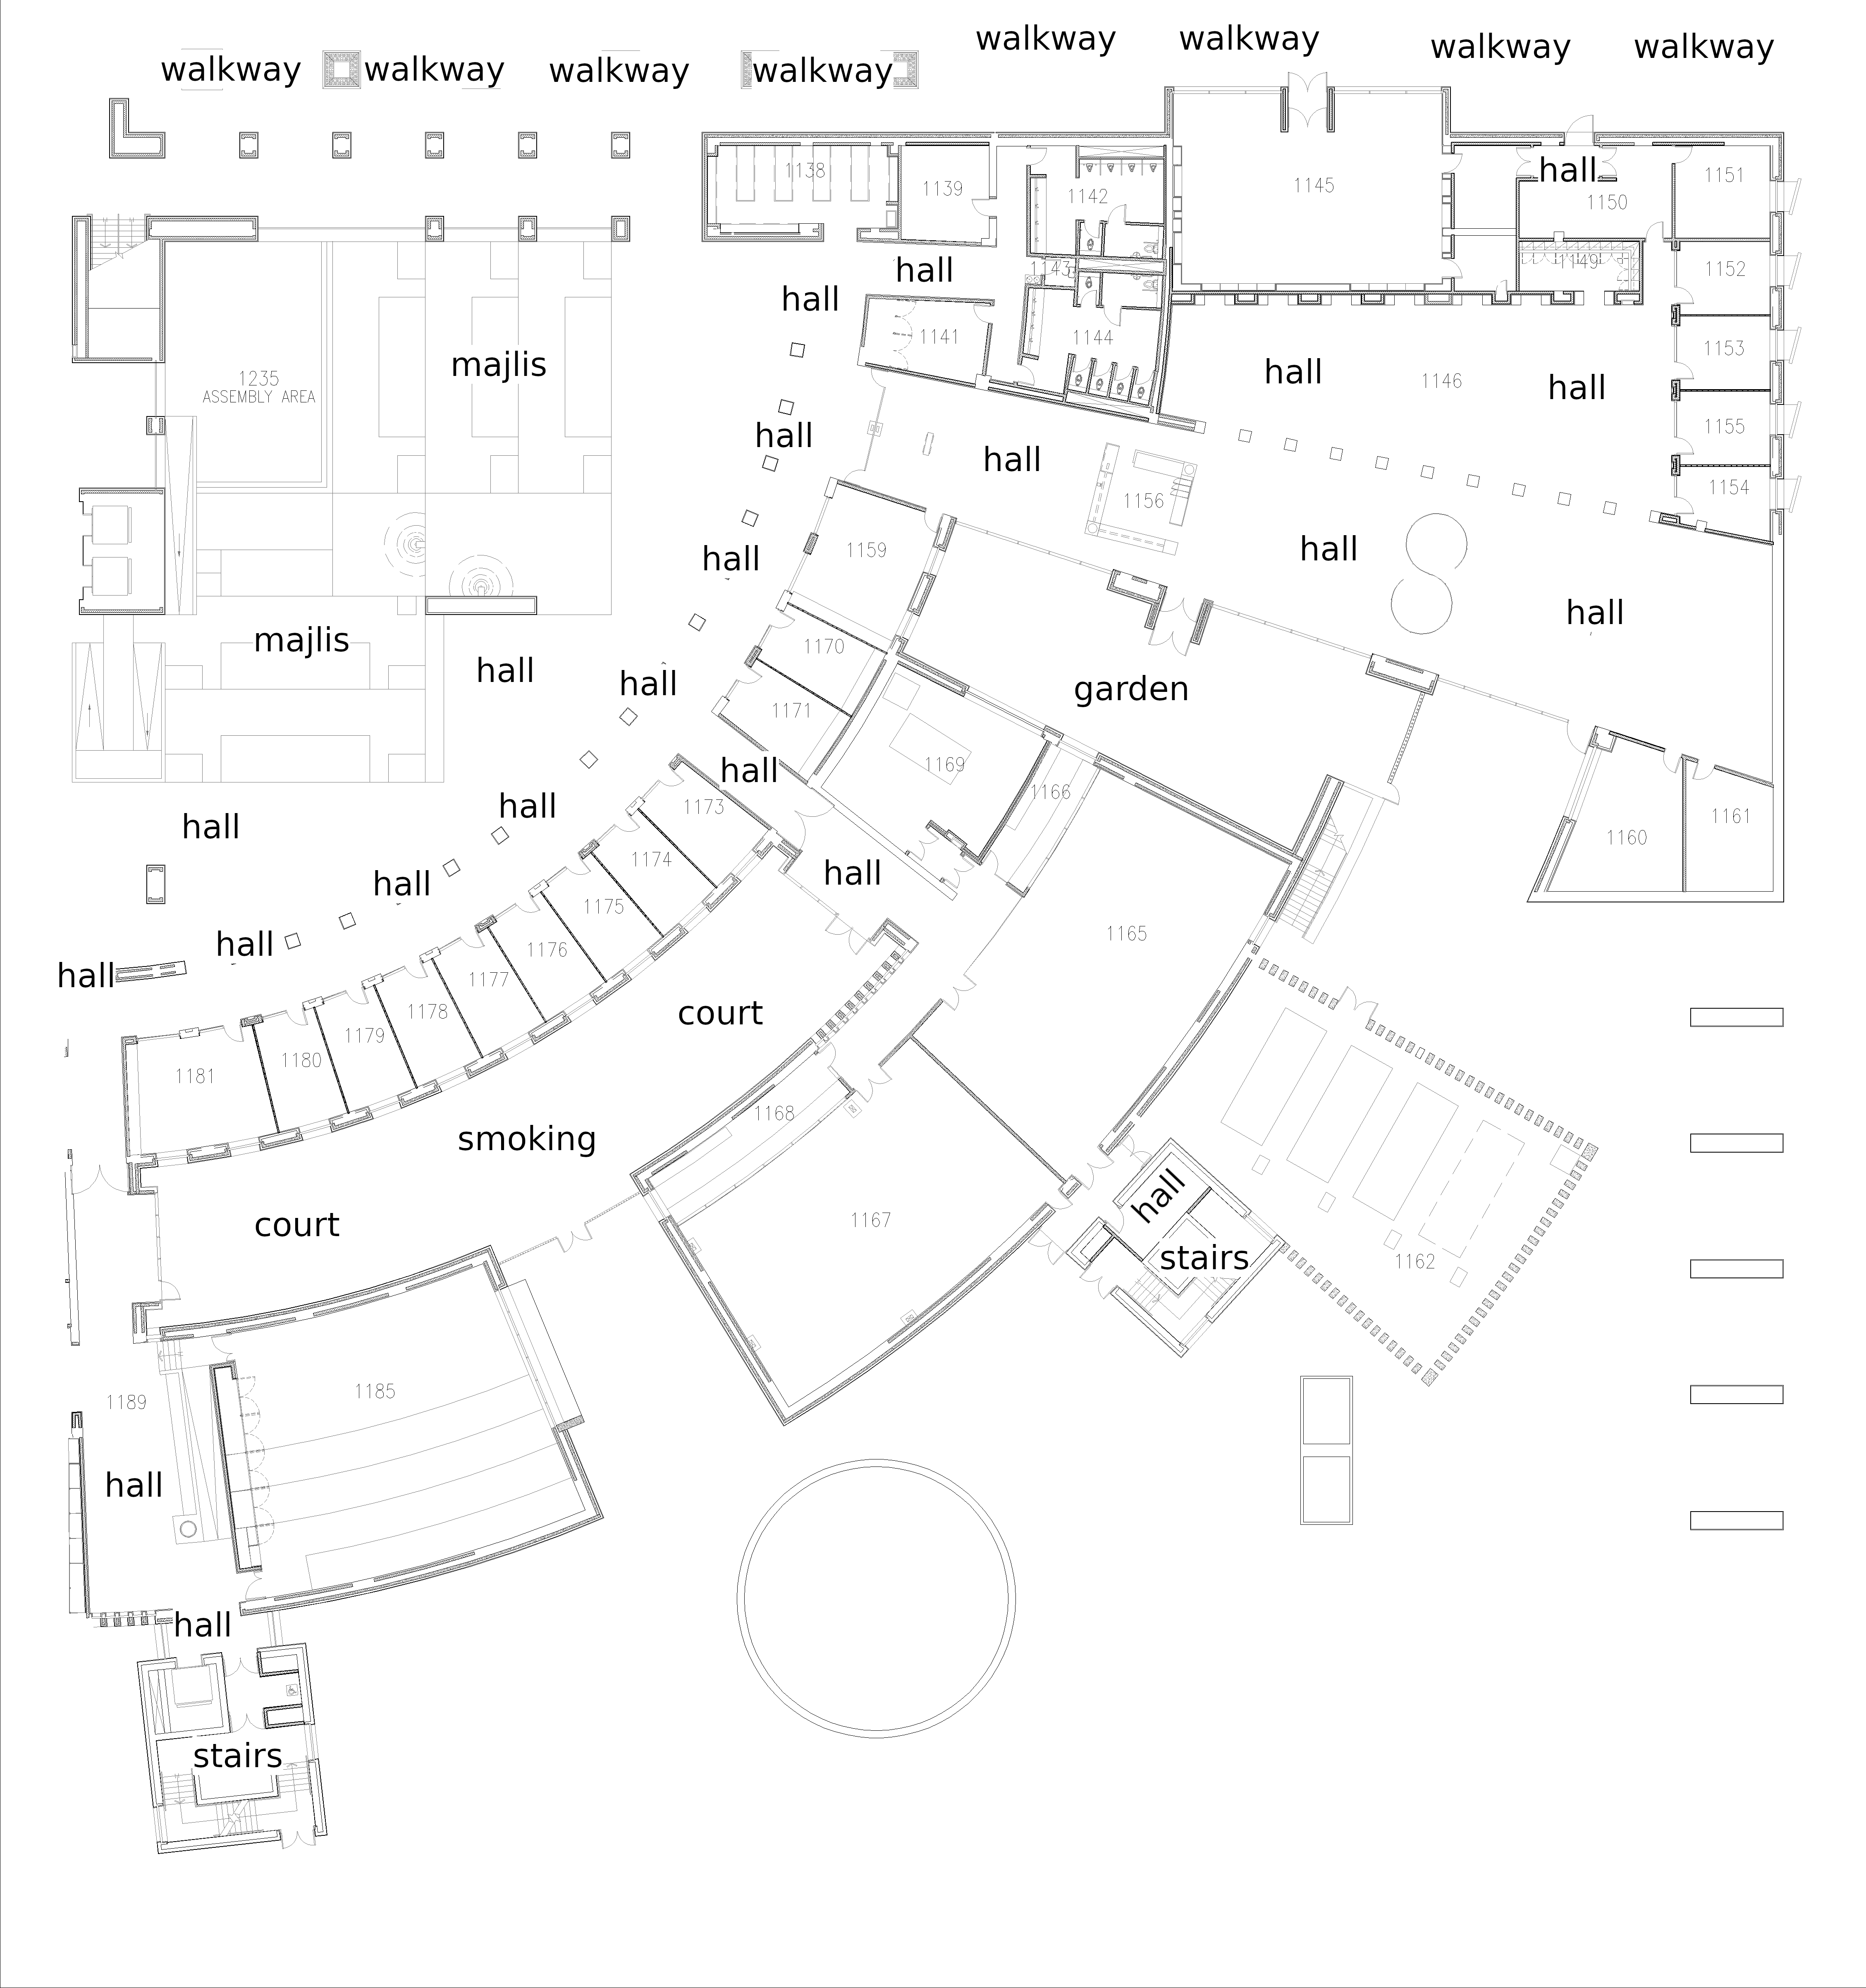 walkway
walkway
walkway
walkway
walkway
walkway
walkway
walkway
1138
1139
1142
1145
hall
1150
1151
hall
1143
1149
1152
hall
1141
1144
1153
majlis
1235
ASSEMBLY AREA
hall
1146
hall
hall
hall
1155
1156
1154
hall
1159
hall
hall
majlis
1170
hall
hall
garden
1171
hall
1169
1166
hall
hall
1173
1160
1161
1174
hall
hall
1175
1165
hall
1176
hall
1177
1178
court
1179
1180
1181
1168
smoking
hall
court
1167
stairs
1162
1185
1189
hall
hall
stairs